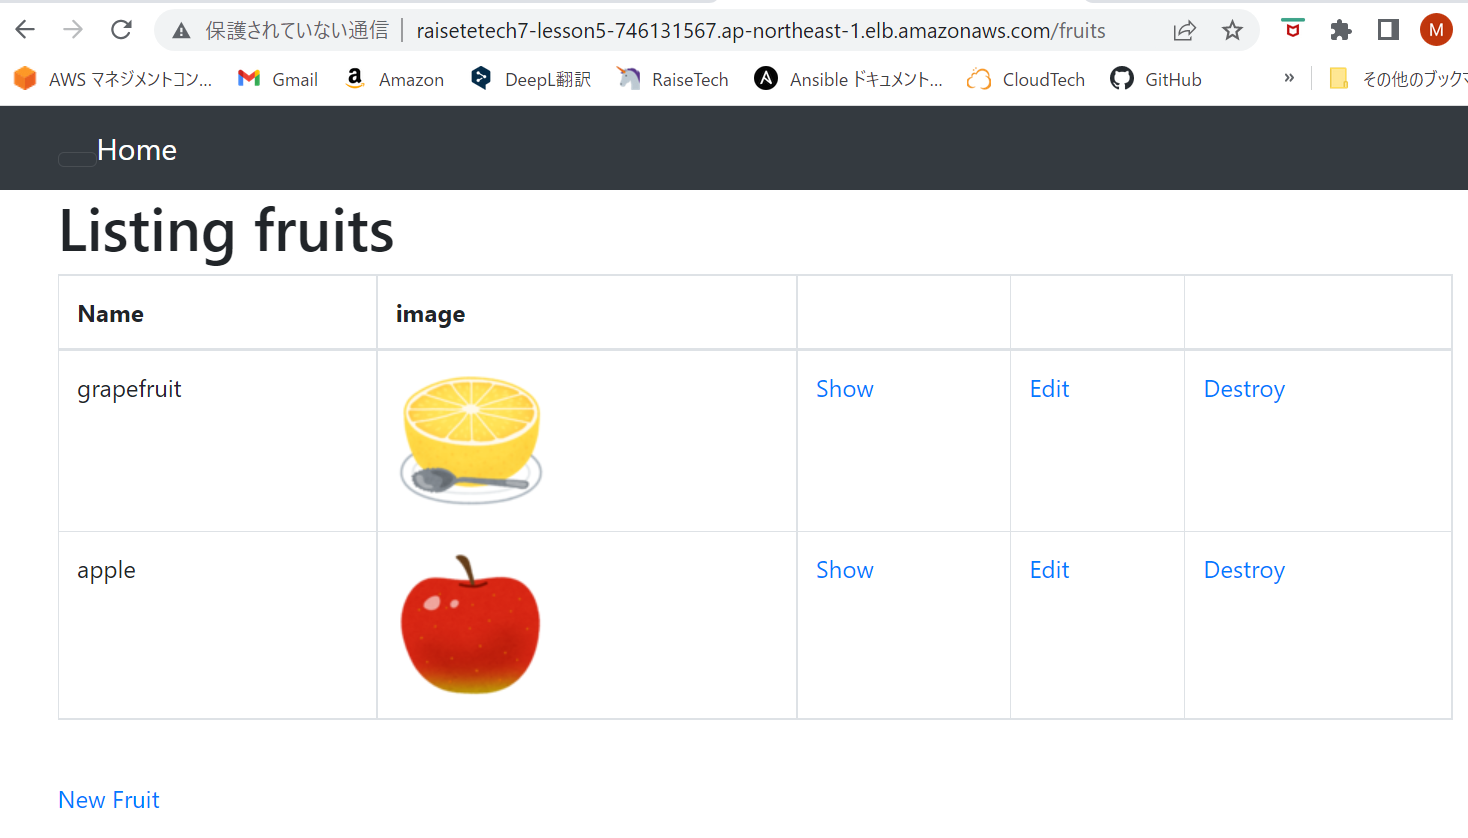 保護されていない通信 | raisetetech7-lesson5-746131567.ap-northeast-1.elb.amazonaws.com/fruits M
AWS マネジメントコン... Gmail a Amazon DeepL翻訳 RaiseTech A Ansible ドキュメント... CloudTech GitHub » その他のブックマ
Home
Listing fruits
Name image
grapefruit Show Edit Destroy
apple Show Edit Destroy
New Fruit